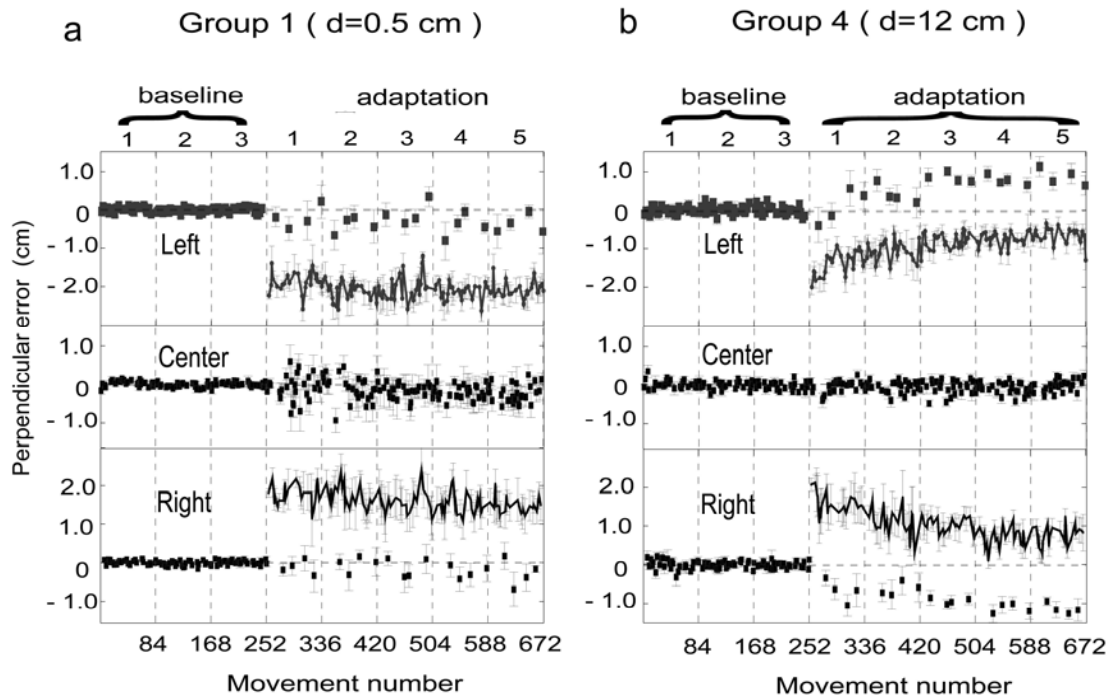 a Group 1 ( d=0.5 cm )
b Group 4 ( d=12 cm )
baseline adaptation
1 2 3 1 2 3 4 5
baseline adaptation
1 2 3 1 2 3 4 5
Perpendicular error (cm)
1.0
0
- 1.0
- 2.0
Left
1.0
0
- 1.0
Center
2.0
1.0
0
- 1.0
Right
84 168 252 336 420 504 588 672
Movement number
1.0
0
- 1.0
- 2.0
Left
1.0
0
- 1.0
Center
2.0
1.0
0
- 1.0
Right
84 168 252 336 420 504 588 672
Movement number